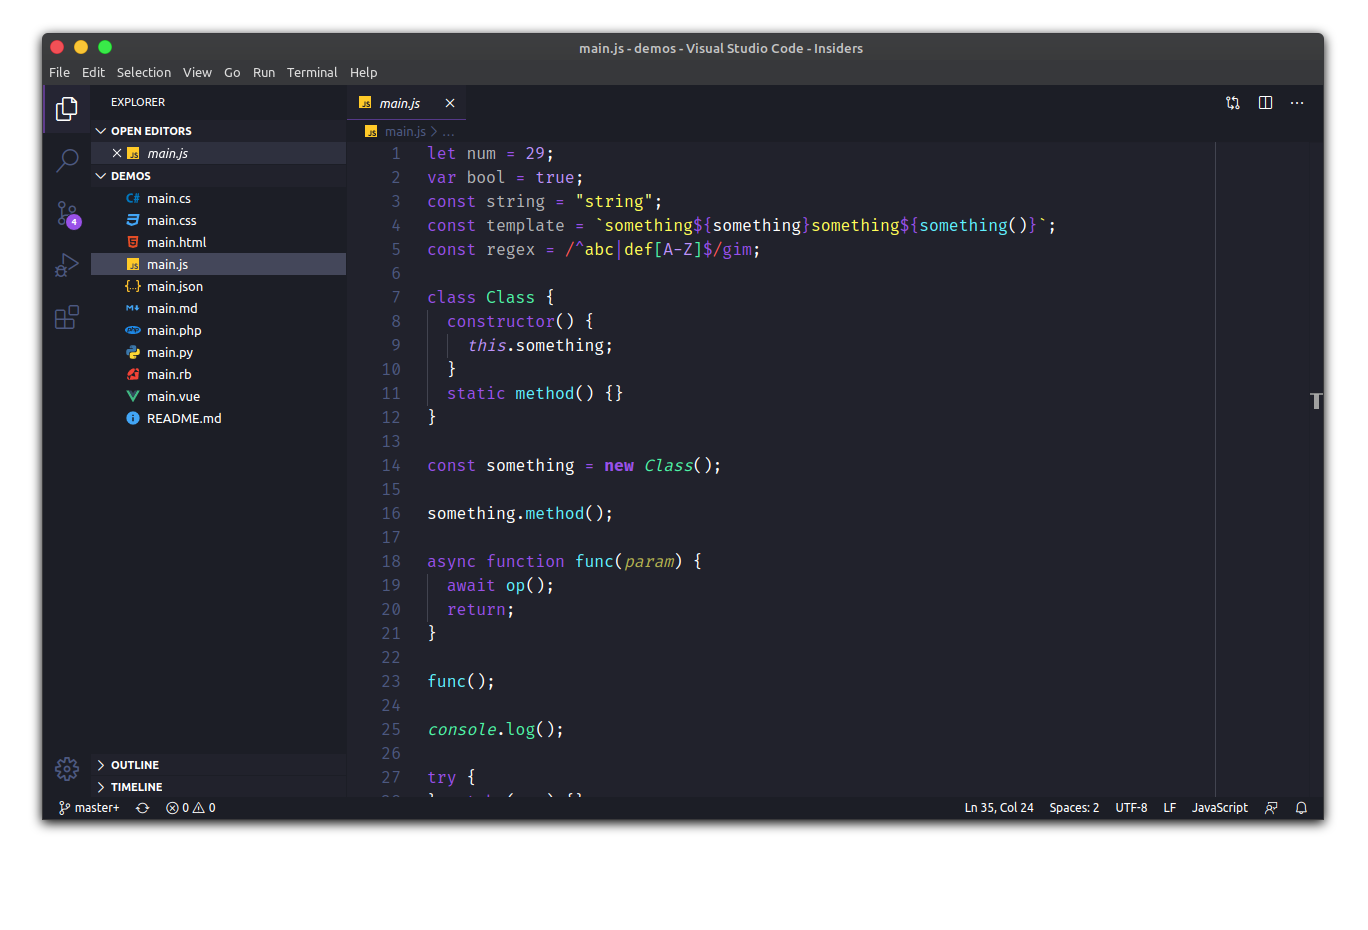 main.js - demos - Visual Studio Code - Insiders
File Edit Selection View Go Run Terminal Help
EXPLORER
OPEN EDITORS
JS main.js
DEMOS
C# main.cs
main.css
main.html
JS main.js
{..} main.json
main.md
php main.php
main.py
main.rb
main.vue
README.md
OUTLINE
TIMELINE
4
JS main.js
JS main.js > ...
1 let num = 29;
2 var bool = true;
3 const string = "string";
4 const template = `something${something}something${something()}`;
5 const regex = /^abc|def[A-Z]$/gim;
6
7 class Class {
8 constructor() {
9 this.something;
10 }
11 static method() {}
12 }
13
14 const something = new Class();
15
16 something.method();
17
18 async function func(param) {
19 await op();
20 return;
21 }
22
23 func();
24
25 console.log();
26
27 try {
master+ 0 0 Ln 35, Col 24 Spaces: 2 UTF-8 LF JavaScript